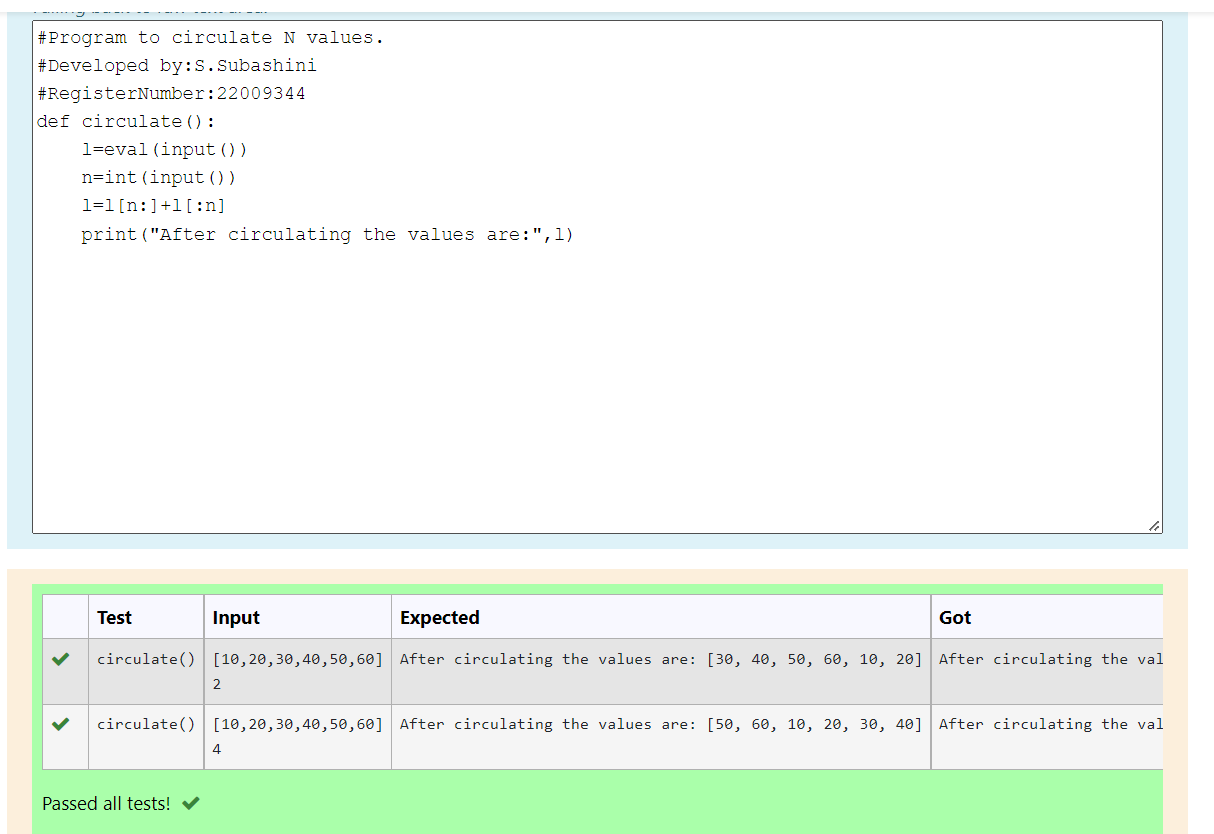 #Program to circulate N values.
#Developed by:S.Subashini
#RegisterNumber:22009344
def circulate():
    l=eval(input())
    n=int(input())
    l=l[n:]+l[:n]
    print("After circulating the values are:",l)
Test Input Expected Got
circulate() [10,20,30,40,50,60] After circulating the values are: [30, 40, 50, 60, 10, 20] After circulating the val
2
circulate() [10,20,30,40,50,60] After circulating the values are: [50, 60, 10, 20, 30, 40] After circulating the val
4
Passed all tests!